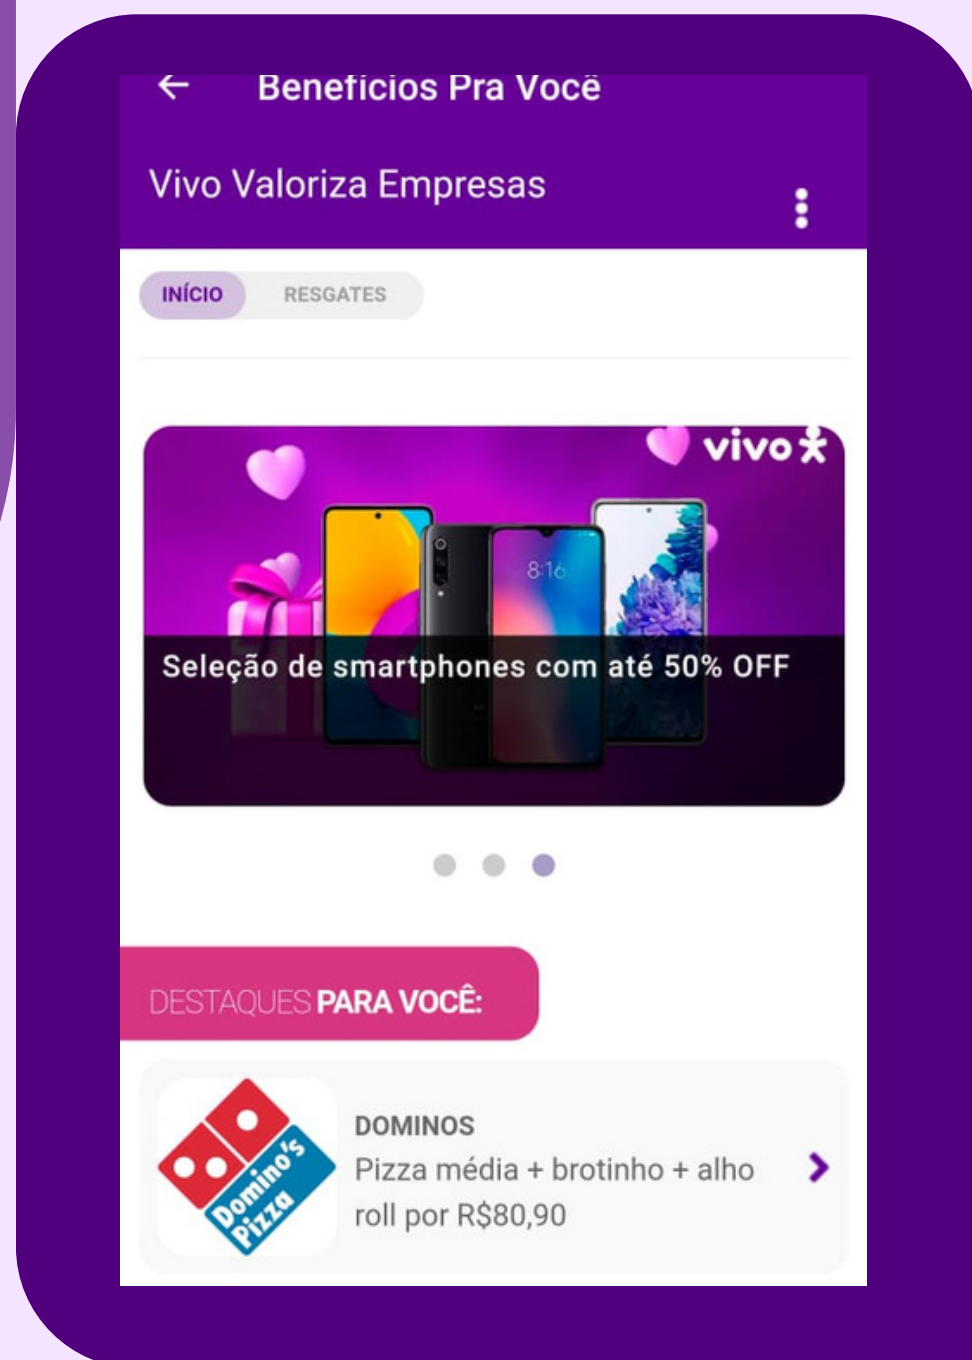 Benefícios Pra Você
Vivo Valoriza Empresas
INÍCIO RESGATES
vivo
8:16
Seleção de smartphones com até 50% OFF
DESTAQUES PARA VOCÊ:
Domino's
Pizza
DOMINOS
Pizza média + brotinho + alho
roll por R$80,90